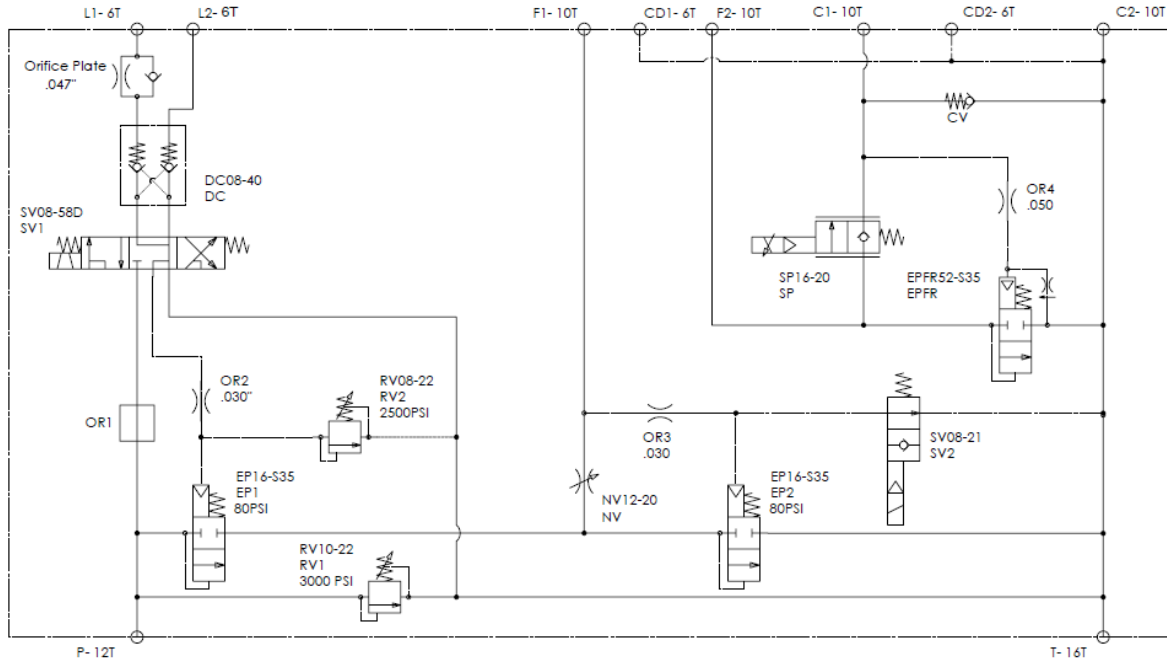 L1- 6T
L2- 6T
F1- 10T
CD1- 6T
F2- 10T
C1- 10T
CD2- 6T
C2- 10T
Orifice Plate
.047"
CV
DC08-40
DC
OR4
.050
SV08-58D
SV1
SP16-20
SP
EPFR52-S35
EPFR
OR2
.030"
RV08-22
RV2
2500PSI
OR1
OR3
.030
SV08-21
SV2
EP16-S35
EP1
80PSI
NV12-20
NV
EP16-S35
EP2
80PSI
RV10-22
RV1
3000 PSI
P- 12T
T- 16T